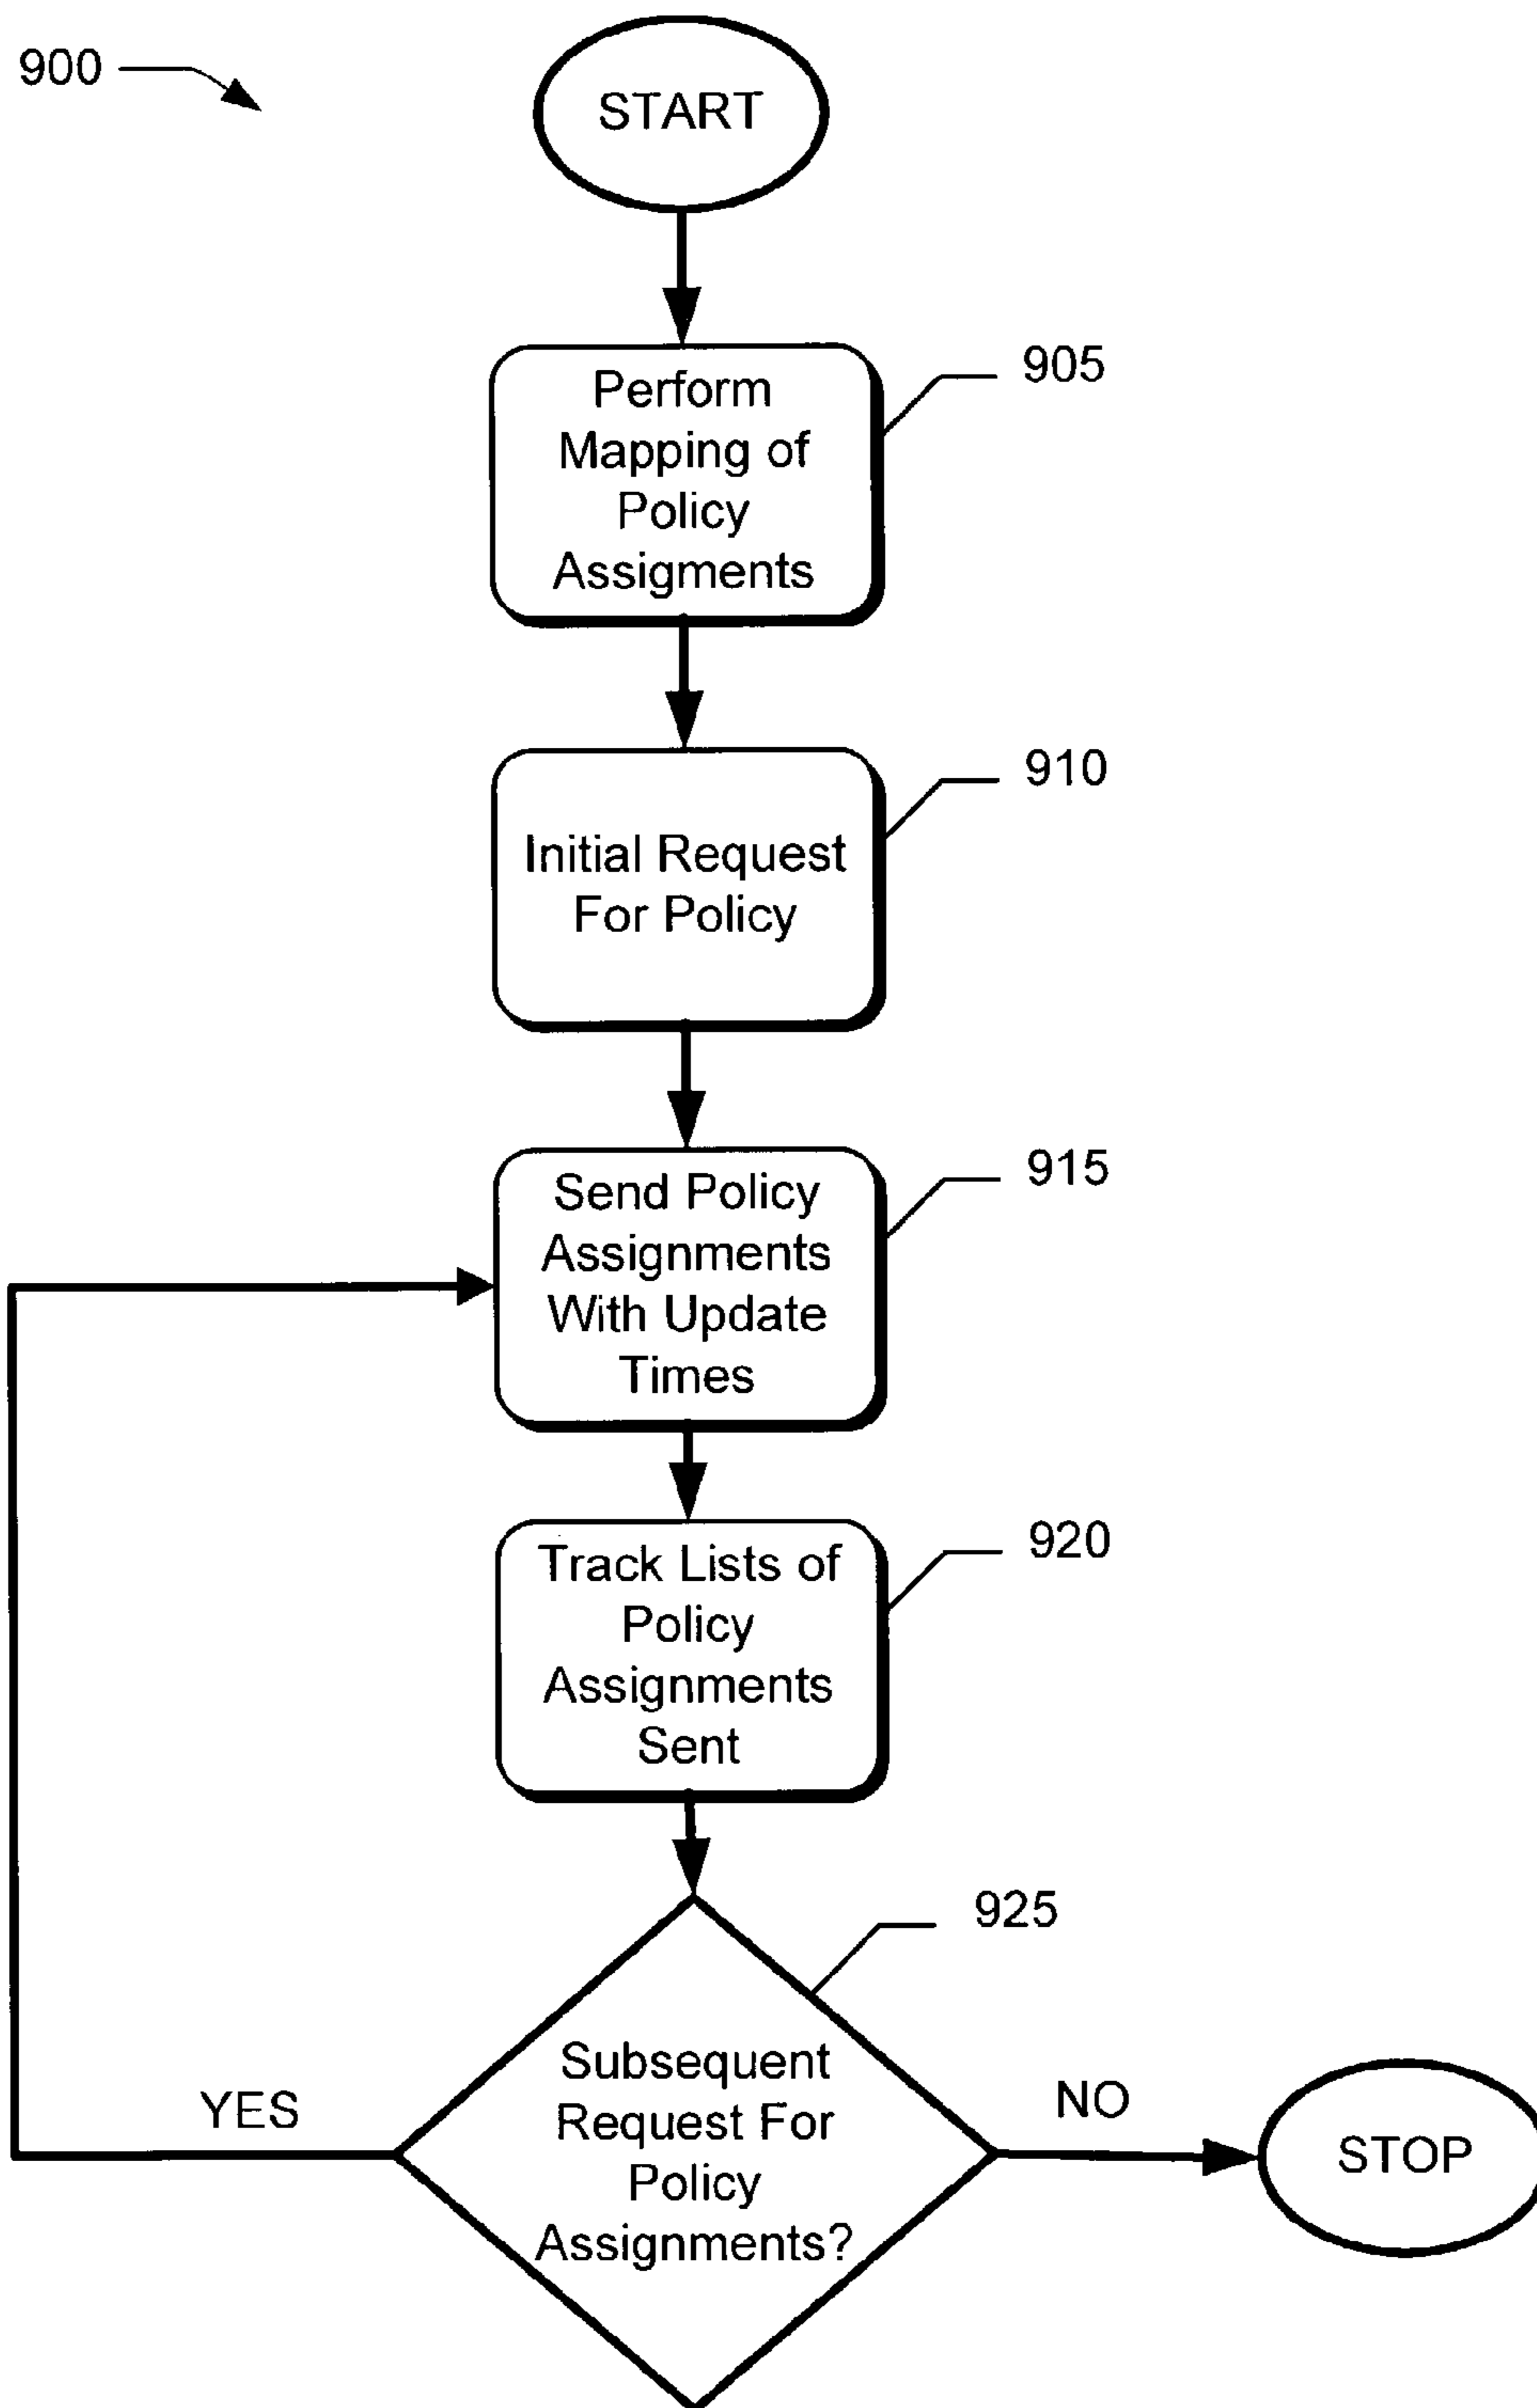 900
START
Perform
Mapping of
Policy
Assigments
905
Initial Request
For Policy
910
Send Policy
Assignments
With Update
Times
915
Track Lists of
Policy
Assignments
Sent
920
925
Subsequent
Request For
Policy
Assignments?
YES
NO
STOP